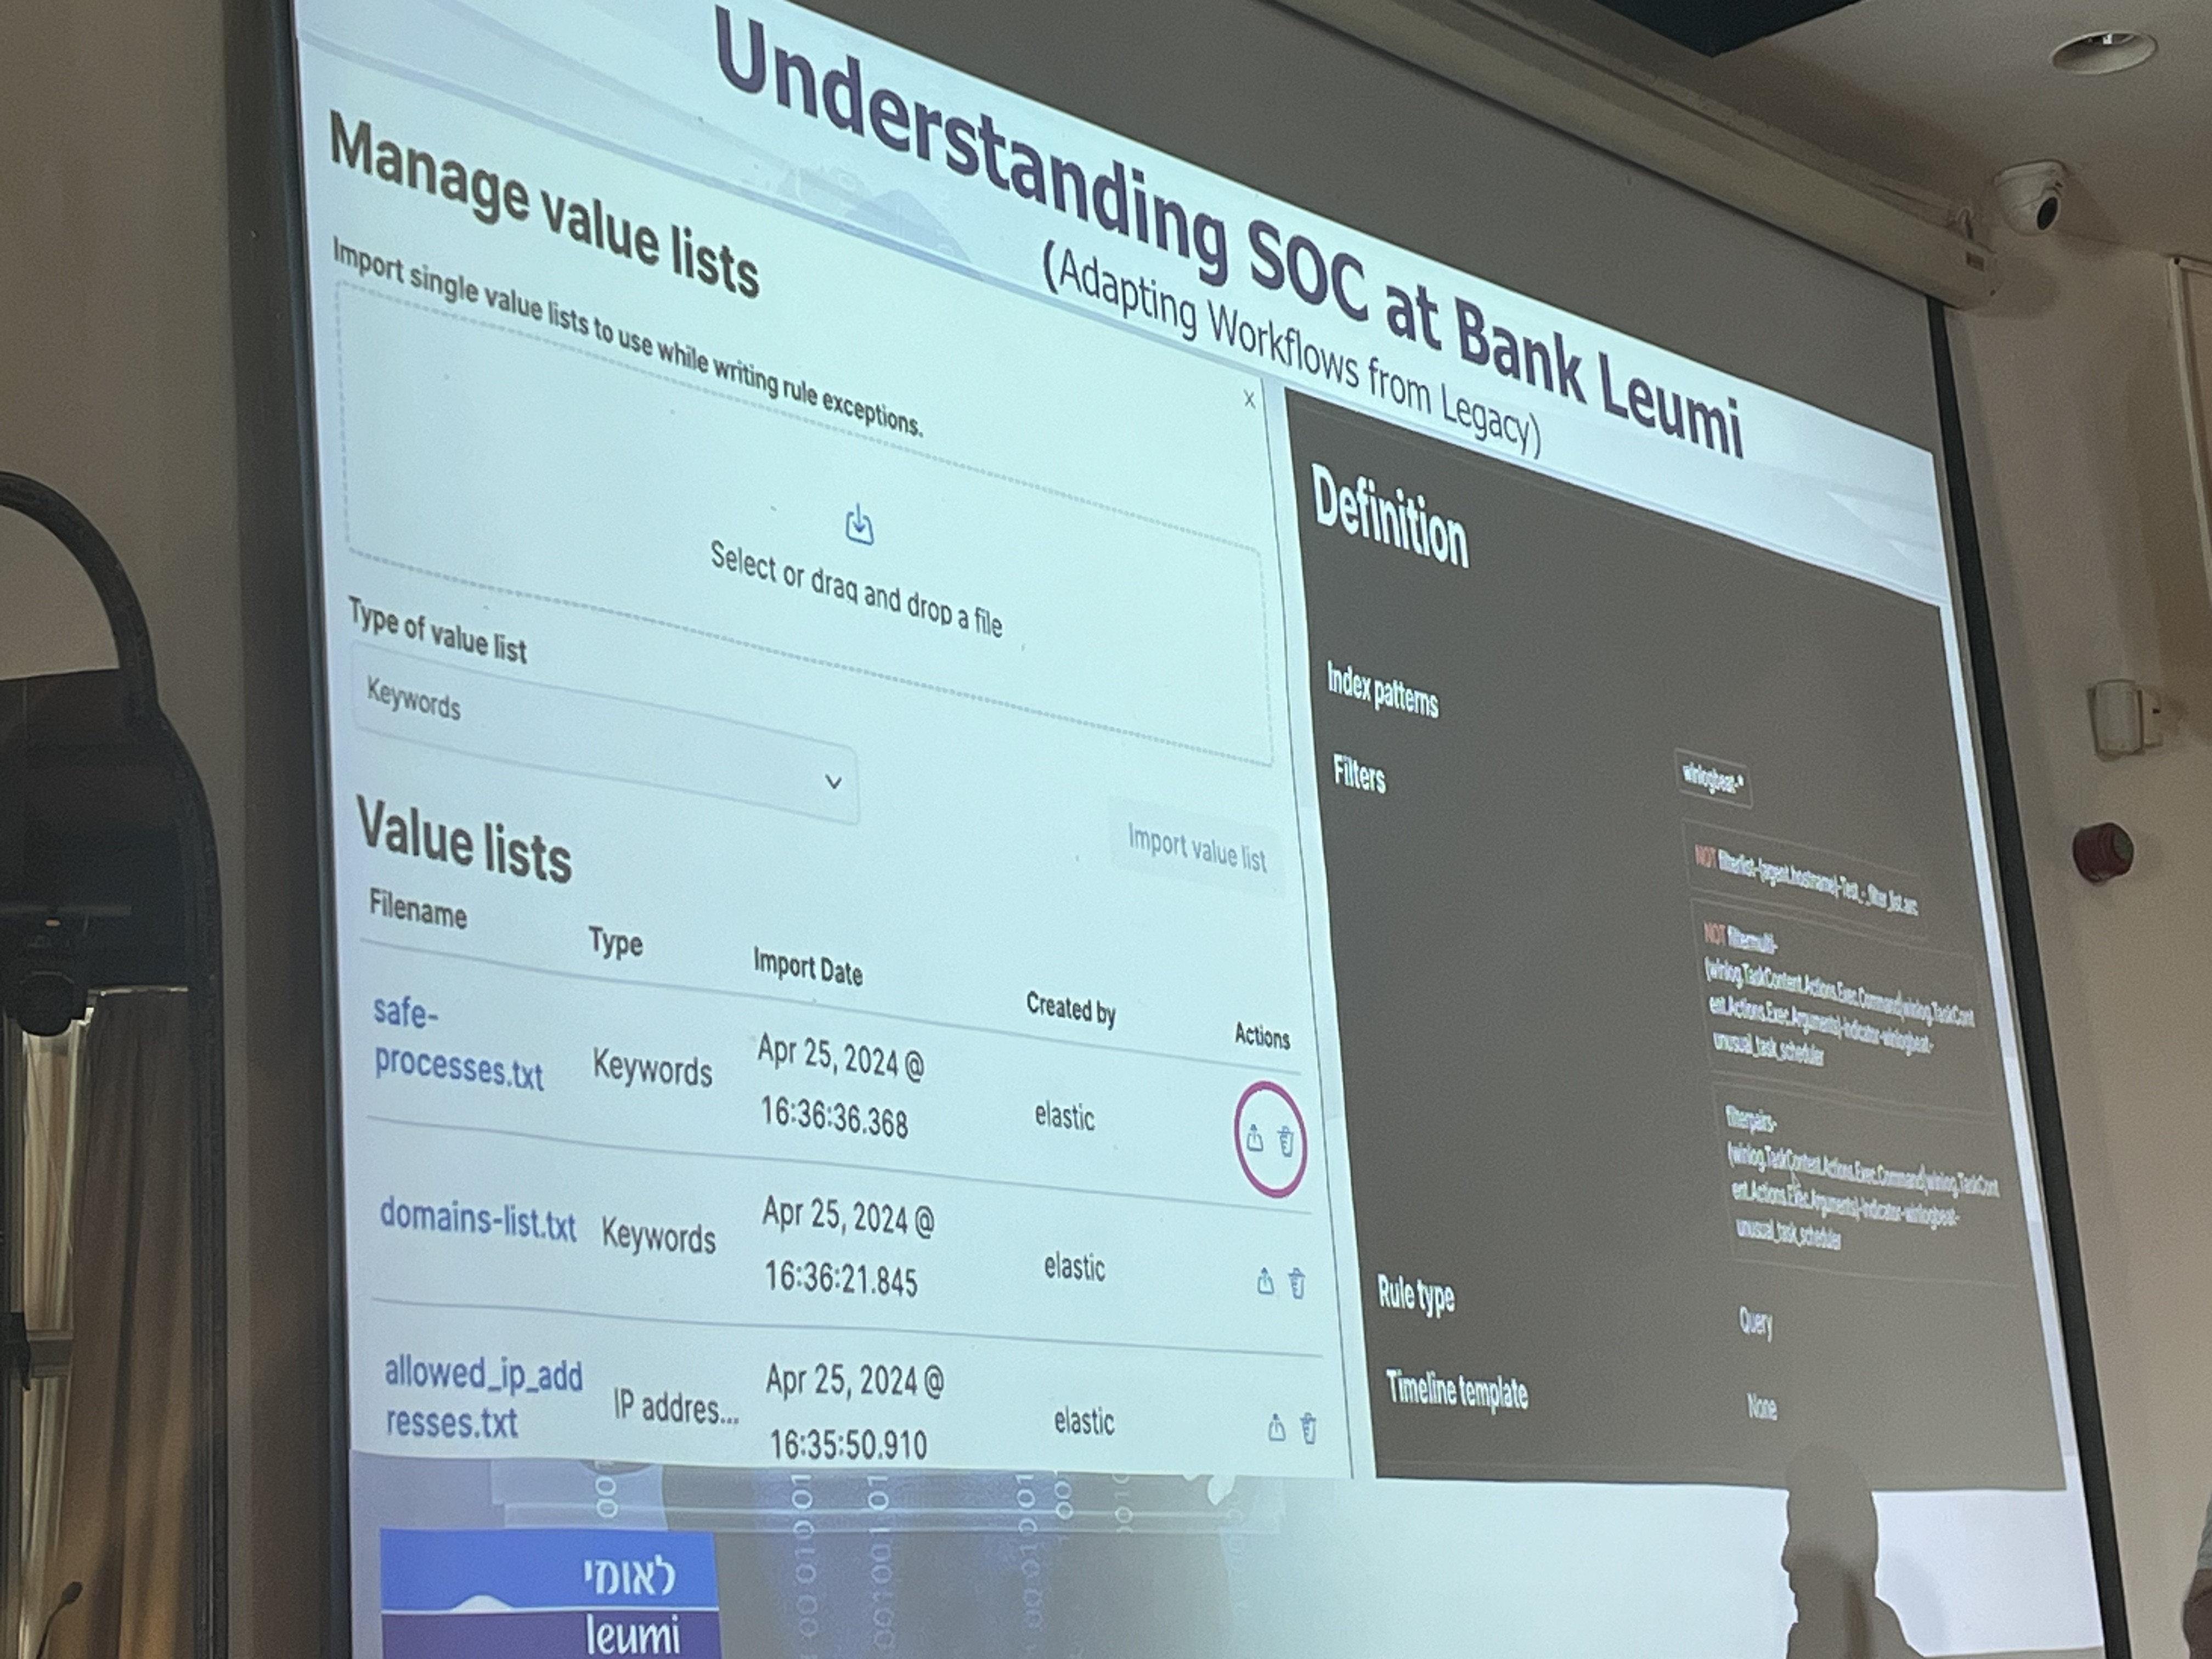 Understanding SOC at Bank Leumi
(Adapting Workflows from Legacy)
Manage value lists
Import single value lists to use while writing rule exceptions.
x
Select or drag and drop a file
Type of value list
Keywords
Import value list
Value lists
Filename Type Import Date Created by Actions
safe-
processes.txt
Keywords
Apr 25, 2024 @
16:36:36.368
elastic
domains-list.txt
Keywords
Apr 25, 2024 @
16:36:21.845
elastic
allowed_ip_add
resses.txt
IP addres...
Apr 25, 2024 @
16:35:50.910
elastic
Definition
Index patterns
winlogbeat-*
Filters
NOT filterlist-(agent.hostname)-Test_-_filter_list.arc
NOT filtermulti-
(winlog.TaskContent.Actions.Exec.Command|winlog.TaskCont
ent.Actions.Exec.Arguments)-indicator-winlogbeat-
unusual_task_scheduler
filterpairs-
(winlog.TaskContent.Actions.Exec.Command|winlog.TaskCont
ent.Actions.Exec.Arguments)-indicator-winlogbeat-
unusual_task_scheduler
Rule type
Query
Timeline template
None
לאומי
leumi